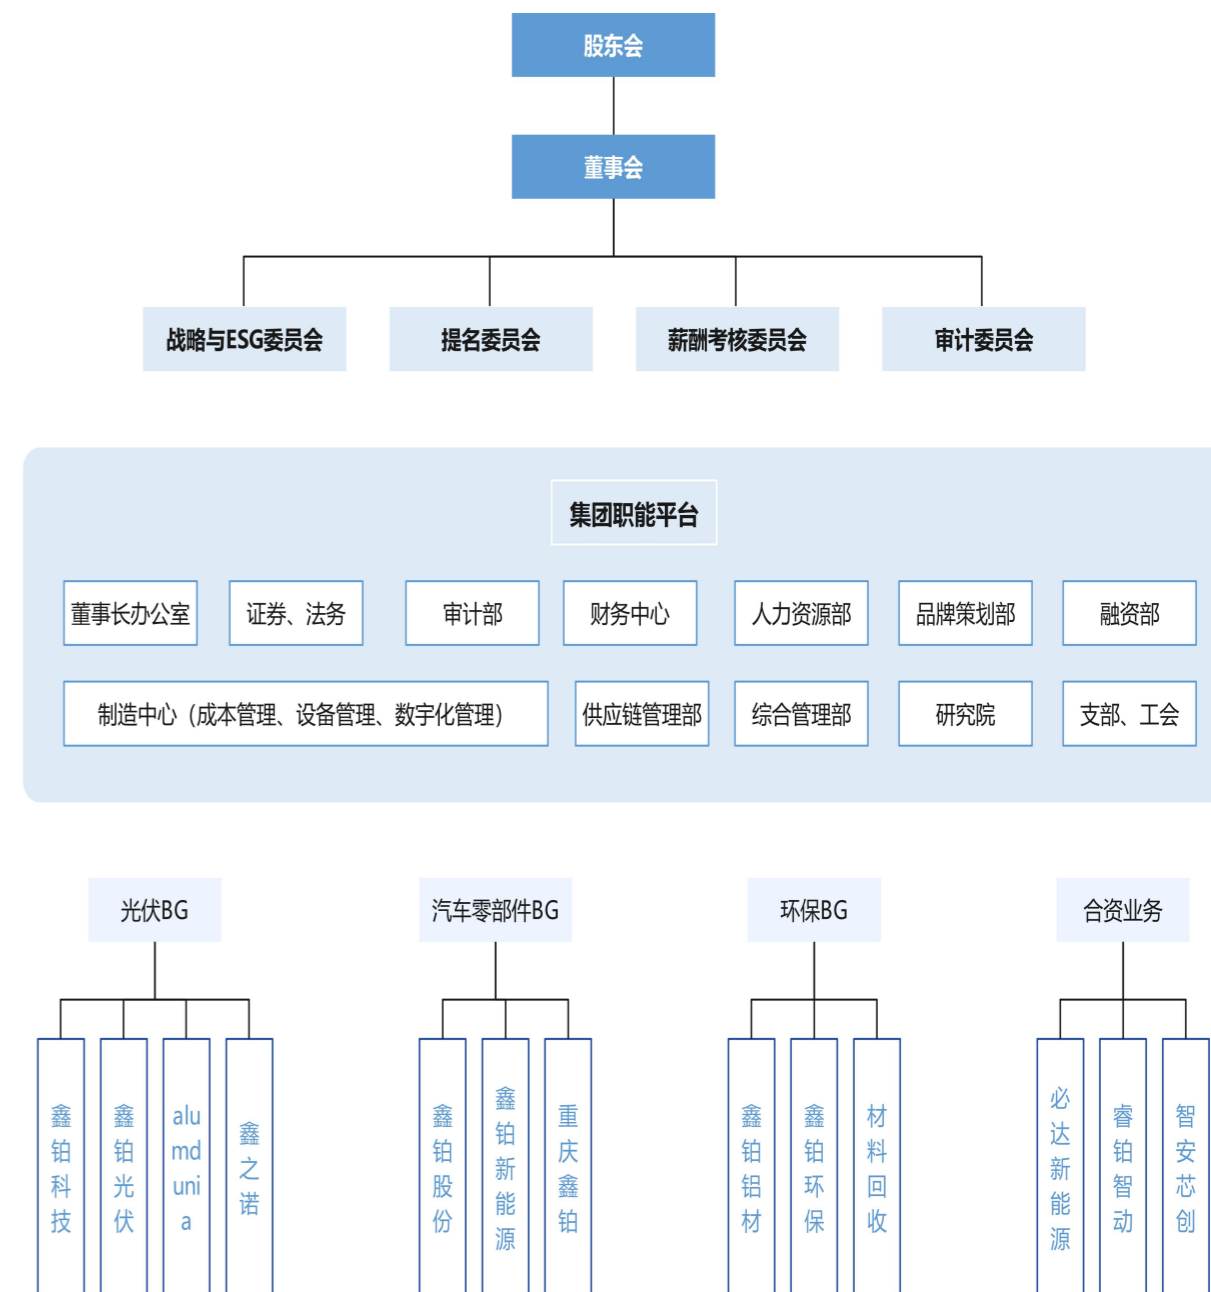 股东会
董事会
战略与ESG委员会
提名委员会
薪酬考核委员会
审计委员会
集团职能平台
董事长办公室
证券、法务
审计部
财务中心
人力资源部
品牌策划部
融资部
制造中心（成本管理、设备管理、数字化管理）
供应链管理部
综合管理部
研究院
支部、工会
光伏BG
汽车零部件BG
环保BG
合资业务
鑫铂科技
鑫铂光伏
alu
md
uni
a
鑫之诺
鑫铂股份
鑫铂新能源
重庆鑫铂
鑫铂铝材
鑫铂环保
材料回收
必达新能源
睿铂智动
智安芯创